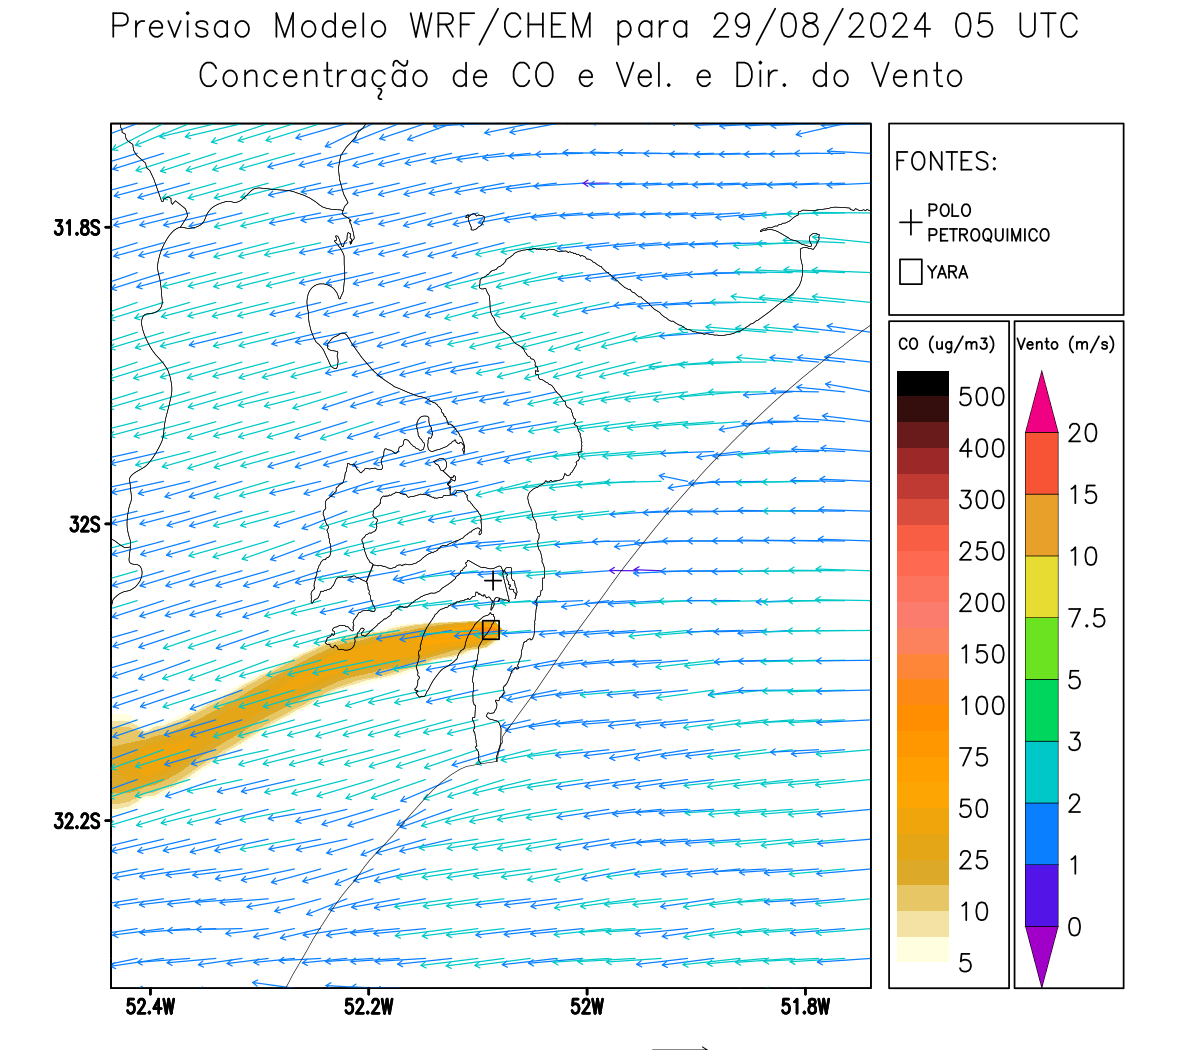 Previsao Modelo WRF/CHEM para 29/08/2024 05 UTC
Concentração de CO e Vel. e Dir. do Vento
FONTES:
POLO
PETROQUIMICO
YARA
CO (ug/m3)
500
400
300
250
200
150
100
75
50
25
10
5
Vento (m/s)
20
15
10
7.5
5
3
2
1
0
31.8S
32S
32.2S
52.4W
52.2W
52W
51.8W